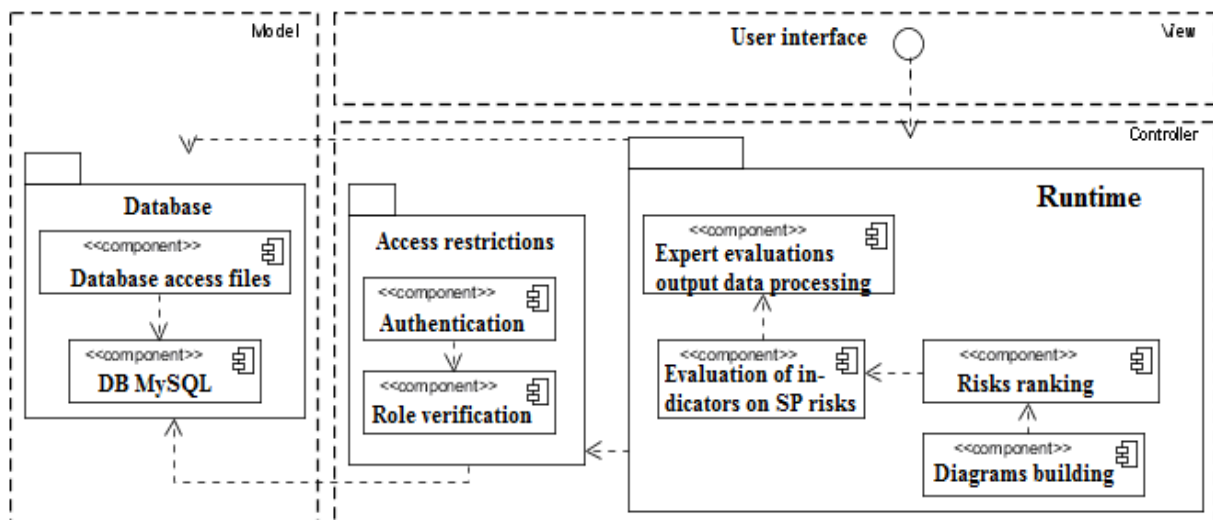 Model
Database
<<component>>
Database access files
<<component>>
DB MySQL
User interface
View
Controller
Access restrictions
<<component>>
Authentication
<<component>>
Role verification
Runtime
<<component>>
Expert evaluations
output data processing
<<component>>
Evaluation of in-
dicators on SP risks
<<component>>
Risks ranking
<<component>>
Diagrams building